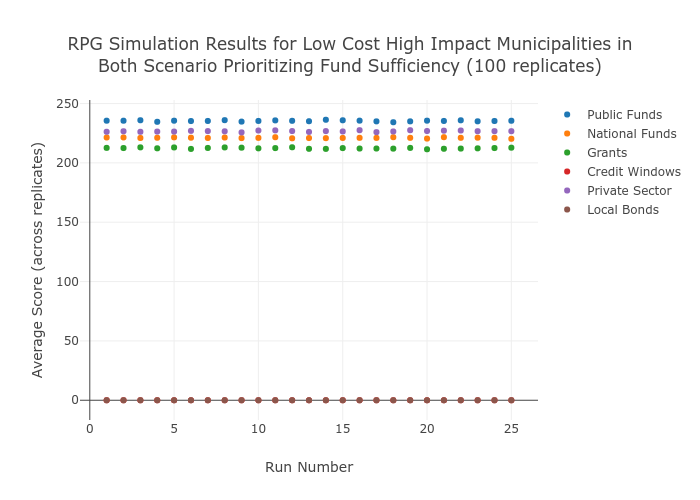 RPG Simulation Results for Low Cost High Impact Municipalities in
Both Scenario Prioritizing Fund Sufficiency (100 replicates)
Average Score (across replicates)
250
200
150
100
50
0
0
5
10
15
20
25
Run Number
Public Funds
National Funds
Grants
Credit Windows
Private Sector
Local Bonds